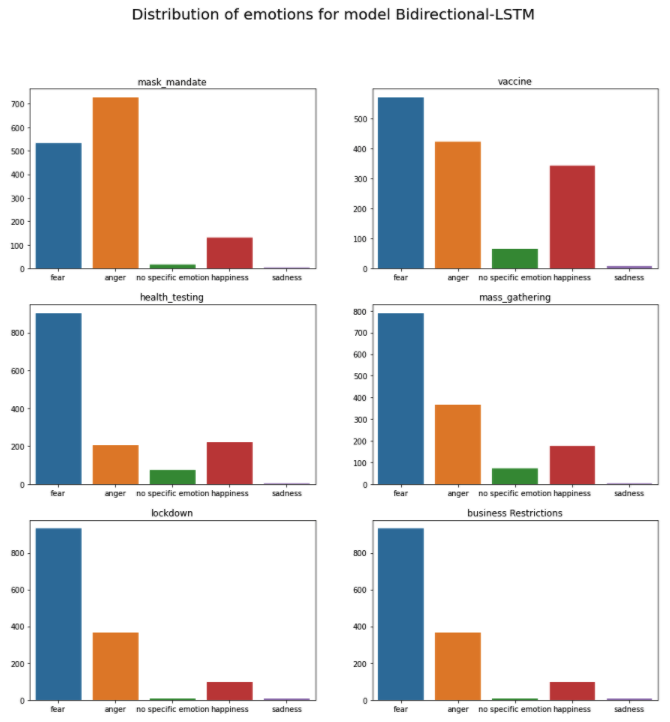 Distribution of emotions for model Bidirectional-LSTM
mask_mandate
700
600
500
400
300
200
100
0
fear anger no specific emotion happiness sadness
vaccine
500
400
300
200
100
0
fear anger no specific emotion happiness sadness
health_testing
800
600
400
200
0
fear anger no specific emotion happiness sadness
mass_gathering
800
700
600
500
400
300
200
100
0
fear anger no specific emotion happiness sadness
lockdown
800
600
400
200
0
fear anger no specific emotion happiness sadness
business Restrictions
800
600
400
200
0
fear anger no specific emotion happiness sadness